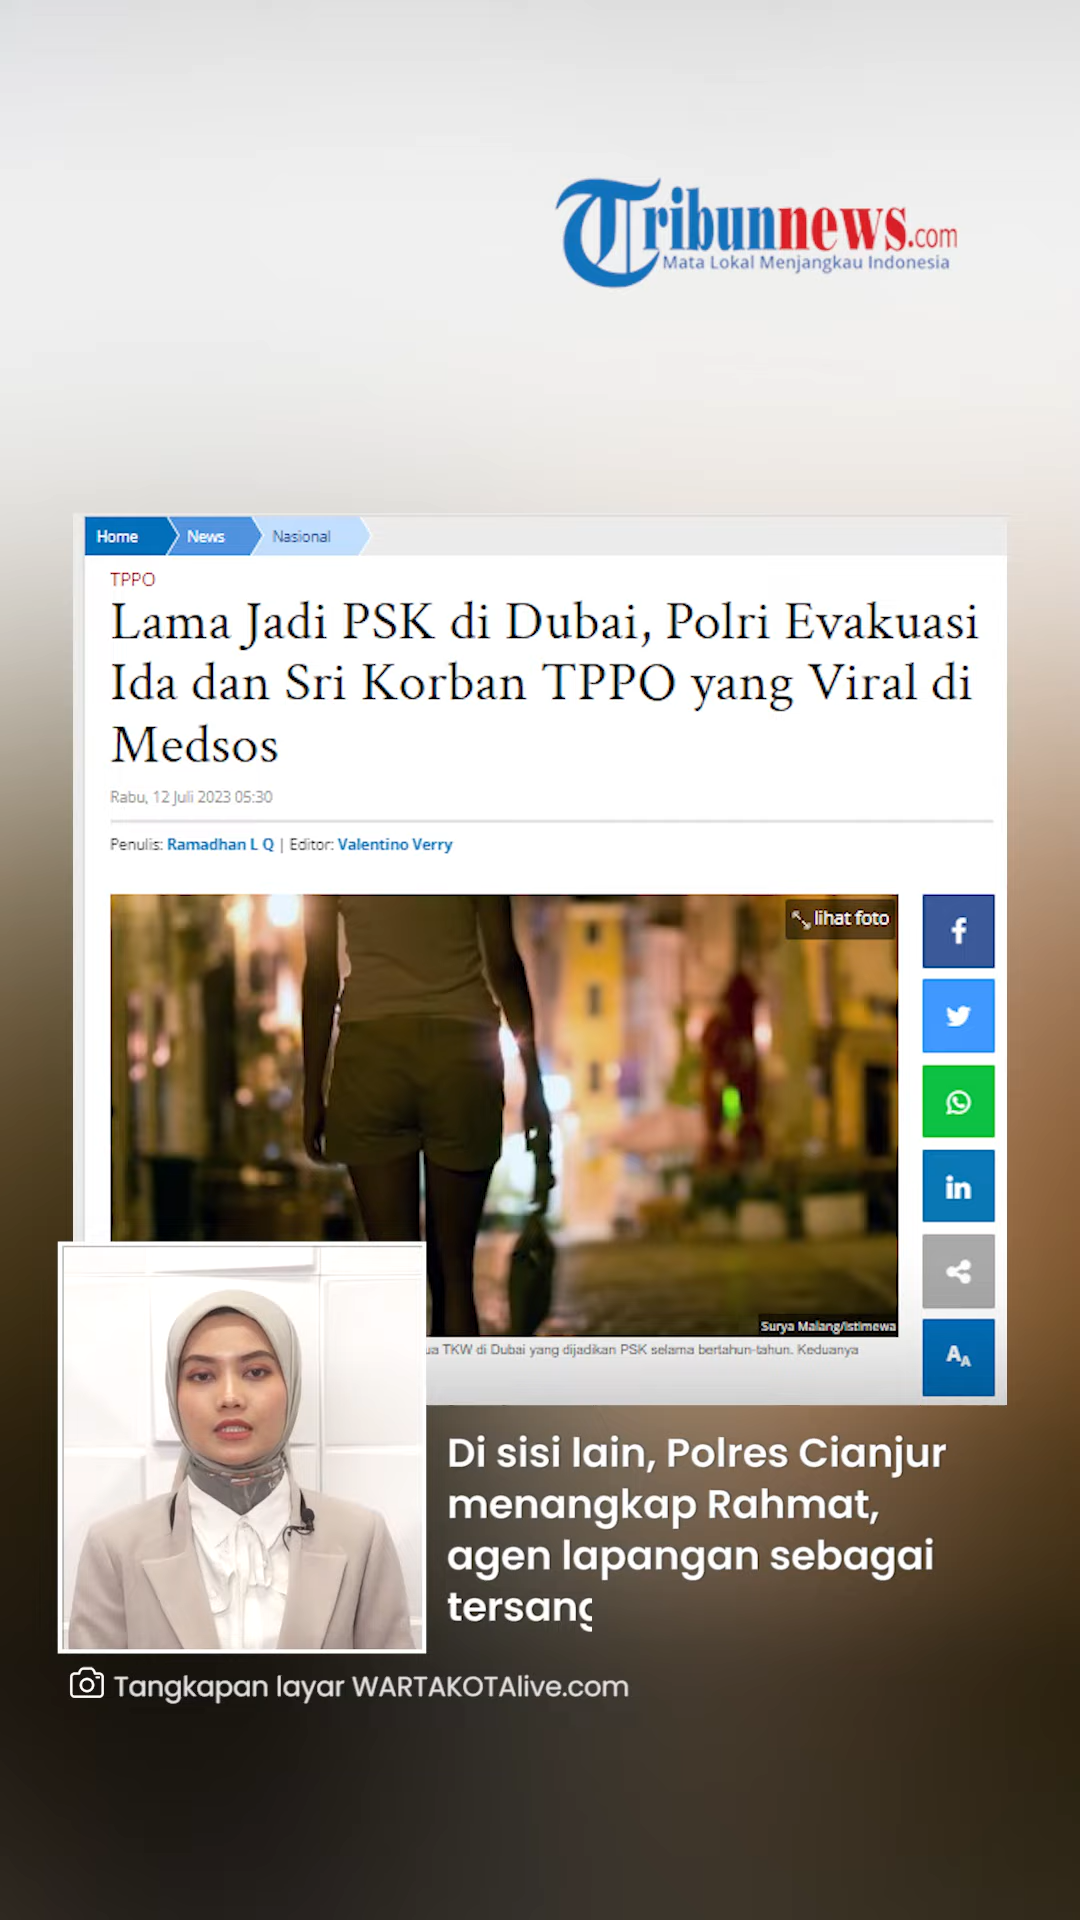 Tribunnews.com
Mata Lokal Menjangkau Indonesia
Home News Nasional
TPPO
Lama Jadi PSK di Dubai, Polri Evakuasi
Ida dan Sri Korban TPPO yang Viral di
Medsos
Rabu, 12 Juli 2023 05:30
Penulis: Ramadhan L Q | Editor: Valentino Verry
lihat foto
f
in
Surya Malang/Istimewa
TKW di Dubai yang dijadikan PSK selama bertahun-tahun. Keduanya
AA
Di sisi lain, Polres Cianjur
menangkap Rahmat,
agen lapangan sebagai
tersang
Tangkapan layar WARTAKOTAlive.com